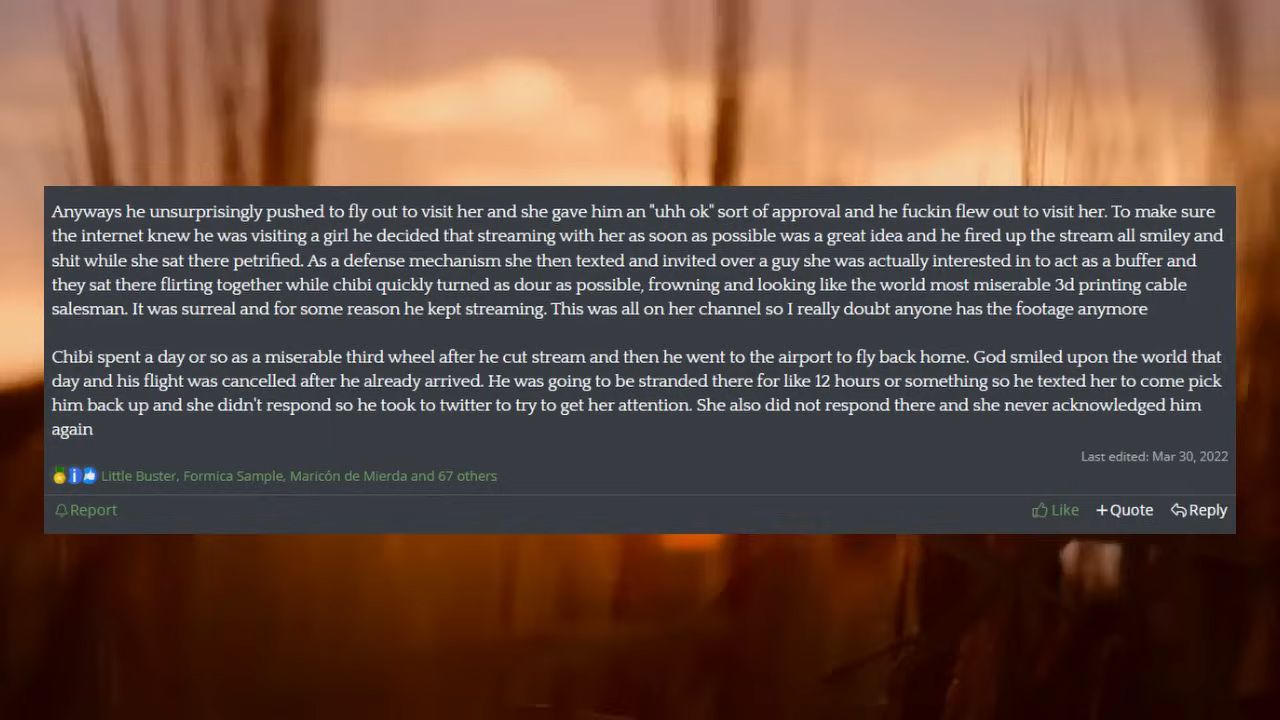 Anyways he unsurprisingly pushed to fly out to visit her and she gave him an "uhh ok" sort of approval and he fuckin flew out to visit her. To make sure
the internet knew he was visiting a girl he decided that streaming with her as soon as possible was a great idea and he fired up the stream all smiley and
shit while she sat there petrified. As a defense mechanism she then texted and invited over a guy she was actually interested in to act as a buffer and
they sat there flirting together while chibi quickly turned as dour as possible, frowning and looking like the world most miserable 3d printing cable
salesman. It was surreal and for some reason he kept streaming. This was all on her channel so I really doubt anyone has the footage anymore
Chibi spent a day or so as a miserable third wheel after he cut stream and then he went to the airport to fly back home. God smiled upon the world that
day and his flight was cancelled after he already arrived. He was going to be stranded there for like 12 hours or something so he texted her to come pick
him back up and she didn't respond so he took to twitter to try to get her attention. She also did not respond there and she never acknowledged him
again
Last edited: Mar 30, 2022
Little Buster, Formica Sample, Maricón de Mierda and 67 others
Report Like +Quote Reply